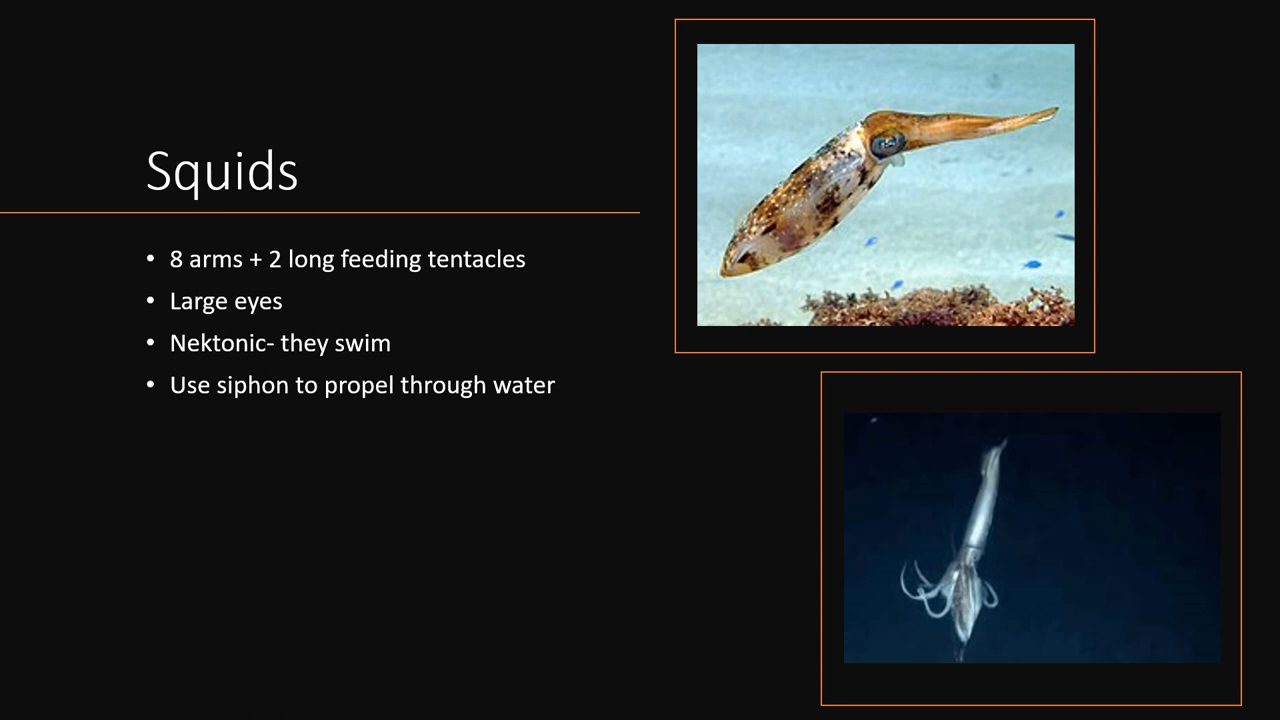 Squids
• 8 arms + 2 long feeding tentacles
• Large eyes
• Nektonic- they swim
• Use siphon to propel through water